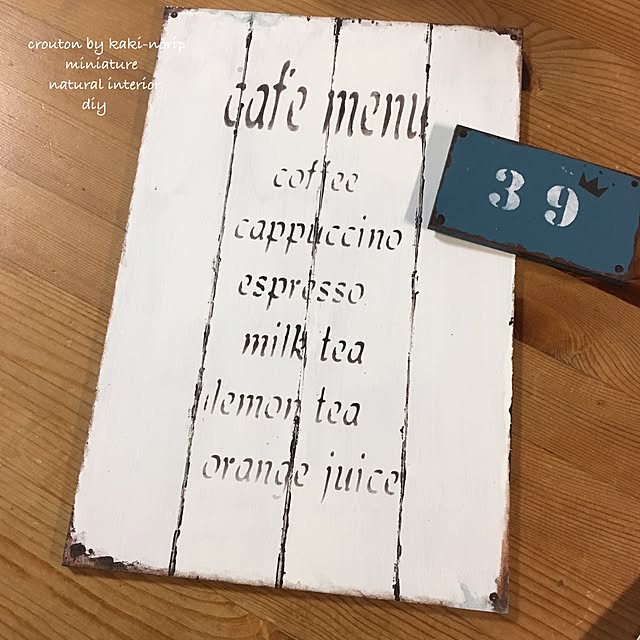 crouton by kaki-norip
miniature
natural interior
diy
cafe menu
coffee
cappuccino
espresso
milk tea
lemon tea
orange juice
39